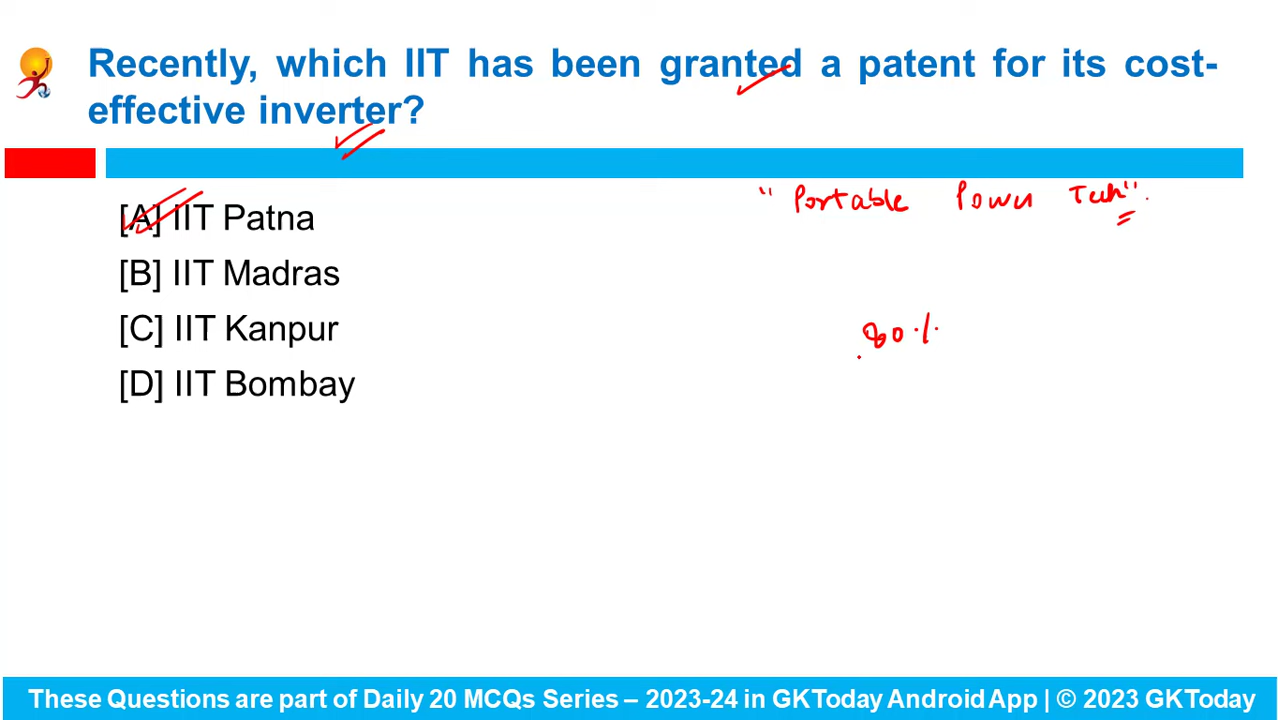 Recently, which IIT has been granted a patent for its cost-
effective inverter?
"Portable Power Tech".
[A] IIT Patna
[B] IIT Madras
[C] IIT Kanpur
80%
[D] IIT Bombay
These Questions are part of Daily 20 MCQs Series – 2023-24 in GKToday Android App | © 2023 GKToday